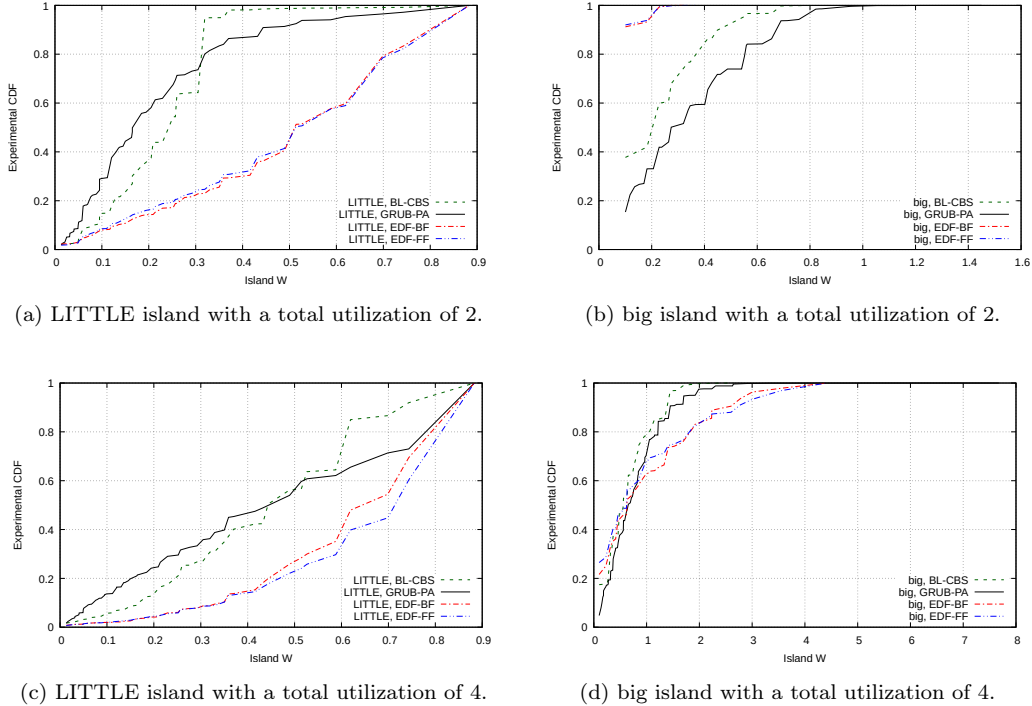 1
0.8
0.6
0.4
0.2
0
Experimental CDF
LITTLE, BL-CBS
LITTLE, GRUB-PA
LITTLE, EDF-BF
LITTLE, EDF-FF
0 0.1 0.2 0.3 0.4 0.5 0.6 0.7 0.8 0.9
Island W
(a) LITTLE island with a total utilization of 2.
1
0.8
0.6
0.4
0.2
0
Experimental CDF
big, BL-CBS
big, GRUB-PA
big, EDF-BF
big, EDF-FF
0 0.2 0.4 0.6 0.8 1 1.2 1.4 1.6
Island W
(b) big island with a total utilization of 2.
1
0.8
0.6
0.4
0.2
0
Experimental CDF
LITTLE, BL-CBS
LITTLE, GRUB-PA
LITTLE, EDF-BF
LITTLE, EDF-FF
0 0.1 0.2 0.3 0.4 0.5 0.6 0.7 0.8 0.9
Island W
(c) LITTLE island with a total utilization of 4.
1
0.8
0.6
0.4
0.2
0
Experimental CDF
big, BL-CBS
big, GRUB-PA
big, EDF-BF
big, EDF-FF
0 1 2 3 4 5 6 7 8
Island W
(d) big island with a total utilization of 4.